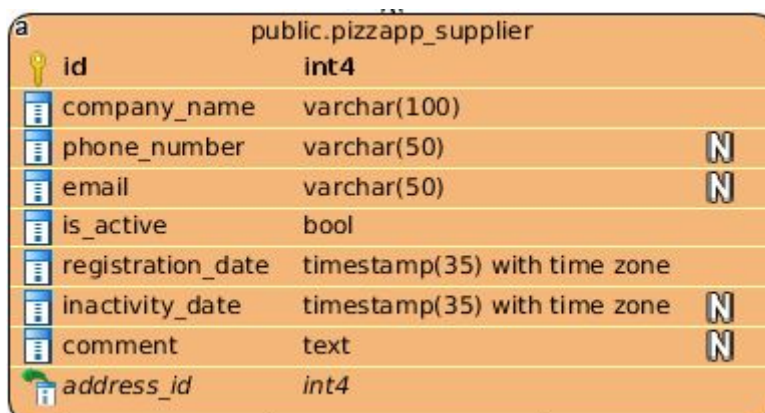 a
public.pizzapp_supplier
id int4
company_name varchar(100)
phone_number varchar(50) N
email varchar(50) N
is_active bool
registration_date timestamp(35) with time zone
inactivity_date timestamp(35) with time zone N
comment text N
address_id int4